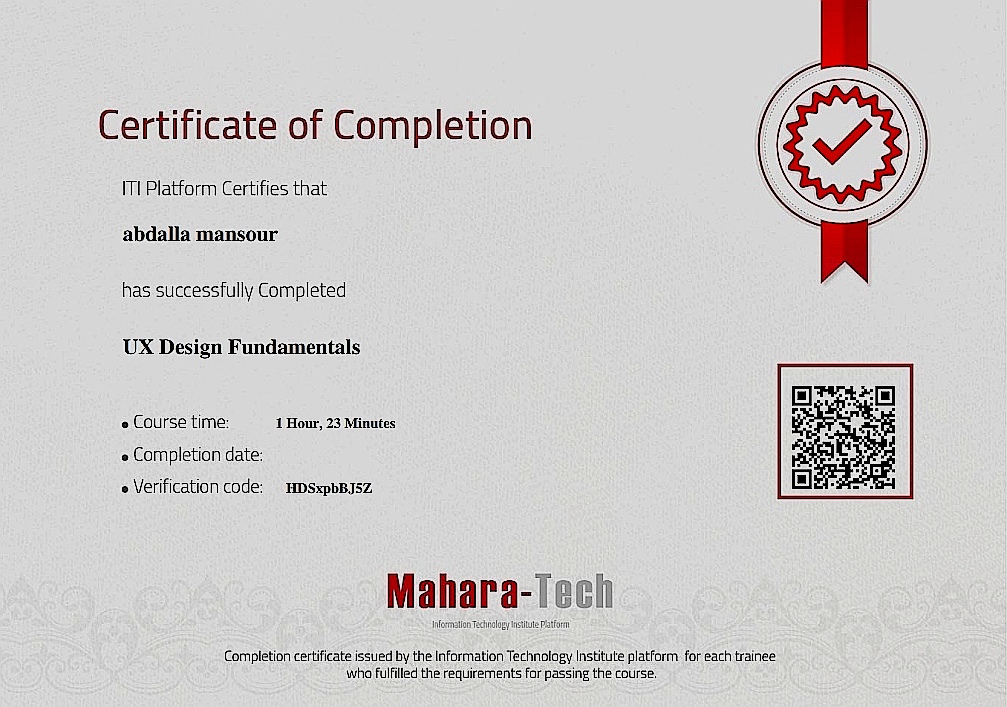 Certificate of Completion
ITI Platform Certifies that
abdalla mansour
has successfully Completed
UX Design Fundamentals
• Course time: 1 Hour, 23 Minutes
• Completion date:
• Verification code: HDSxpbBJ5Z
Mahara-Tech
Information Technology Institute Platform
Completion certificate issued by the Information Technology Institute platform for each trainee
who fulfilled the requirements for passing the course.